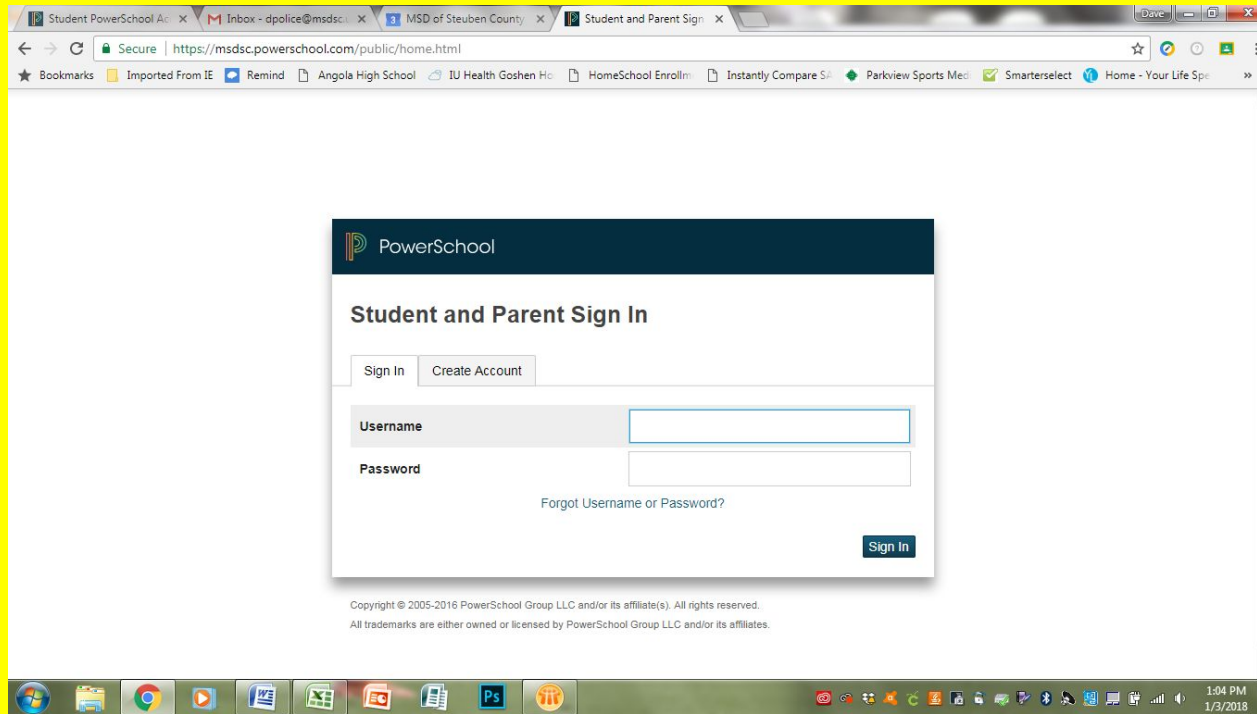 Student PowerSchool Ac
Inbox - dpolice@msdsc.
MSD of Steuben County
Student and Parent Sign
Dave
Secure | https://msdsc.powerschool.com/public/home.html
Bookmarks Imported From IE Remind Angola High School IU Health Goshen Ho HomeSchool Enrollm Instantly Compare SA Parkview Sports Med Smarterselect Home - Your Life Spe »
PowerSchool
Student and Parent Sign In
Sign In Create Account
Username
Password
Forgot Username or Password?
Sign In
Copyright © 2005-2016 PowerSchool Group LLC and/or its affiliate(s). All rights reserved.
All trademarks are either owned or licensed by PowerSchool Group LLC and/or its affiliates.
Ps
1:04 PM
1/3/2018